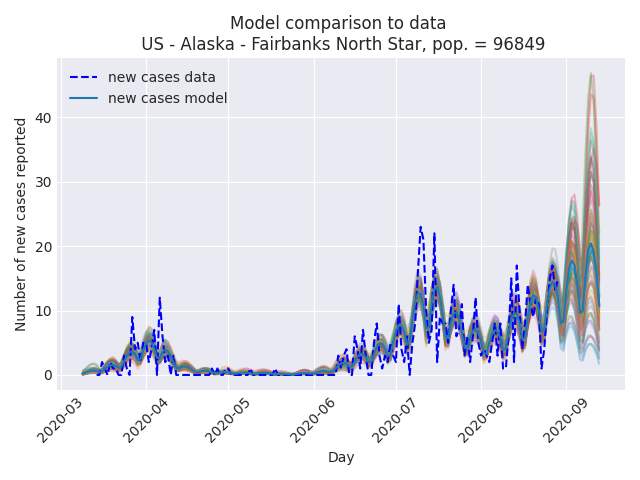 Model comparison to data
US - Alaska - Fairbanks North Star, pop. = 96849
new cases data
new cases model
Number of new cases reported
40
30
20
10
0
2020-03
2020-04
2020-05
2020-06
2020-07
2020-08
2020-09
Day